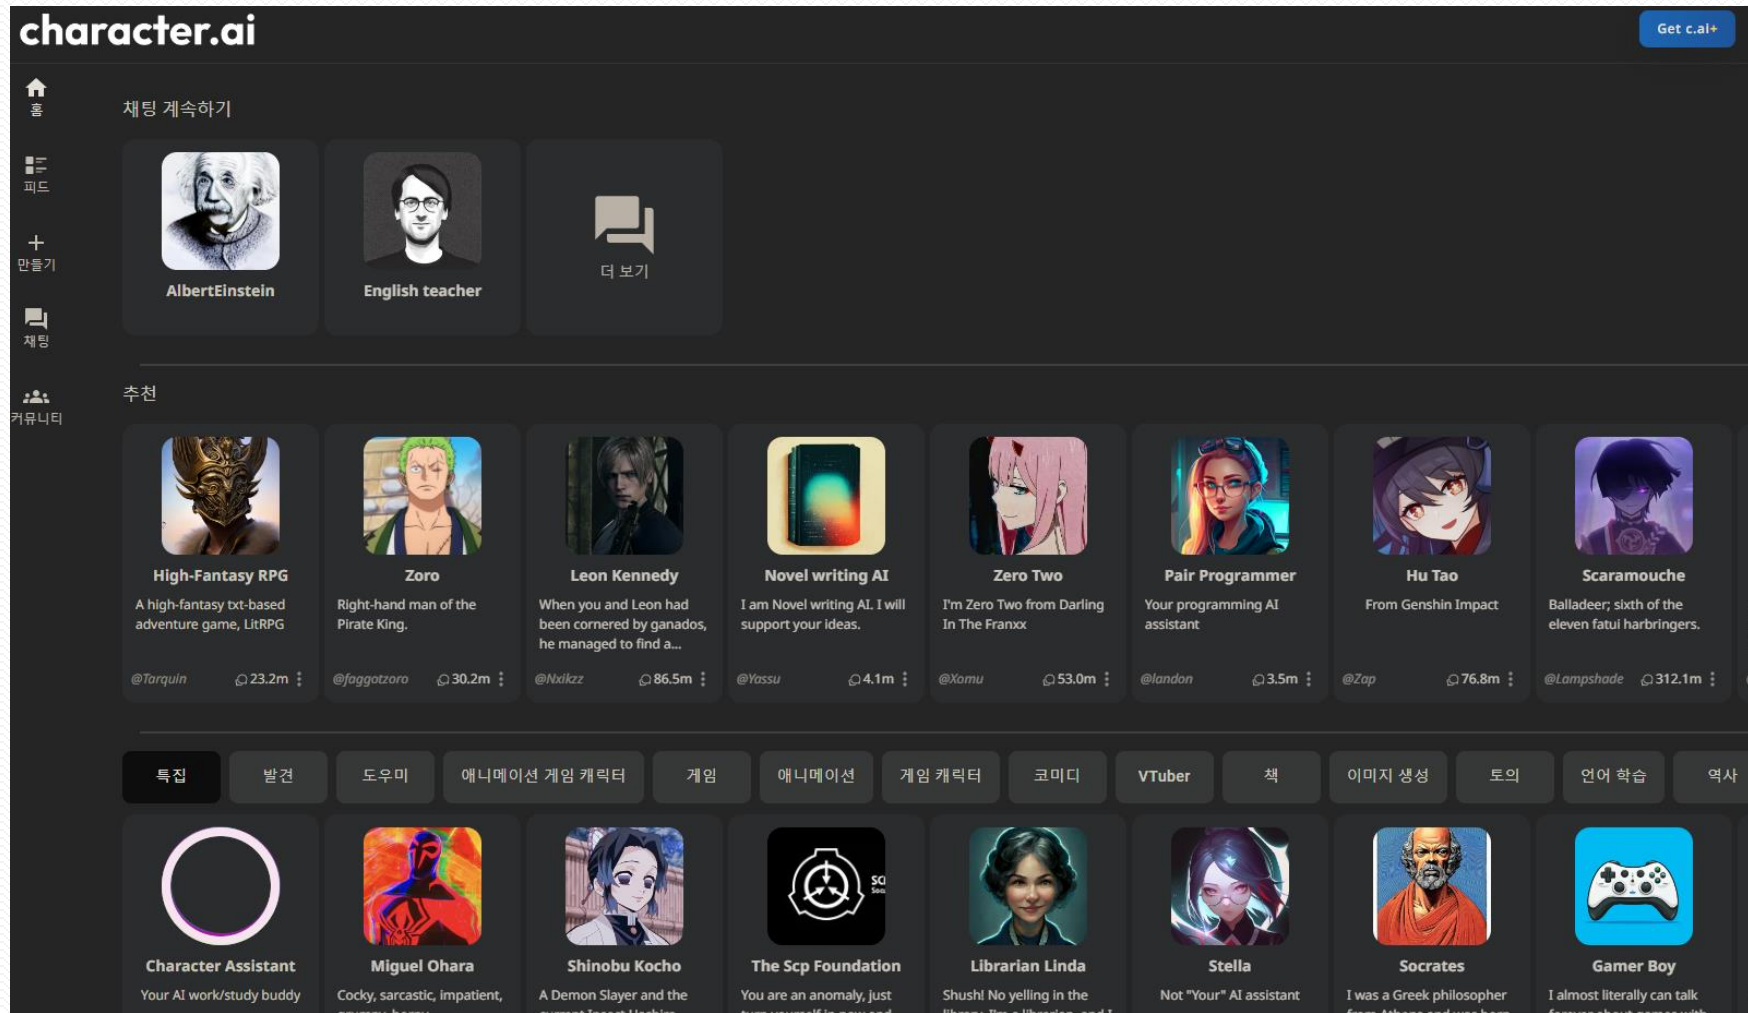 character.ai
Get c.ai+
홈
피드
만들기
채팅
커뮤니티
채팅 계속하기
AlbertEinstein
English teacher
더 보기
추천
High-Fantasy RPG
A high-fantasy txt-based
adventure game, LitRPG
@Tarquin 23.2m
Zoro
Right-hand man of the
Pirate King.
@faggotzoro 30.2m
Leon Kennedy
When you and Leon had
been cornered by ganados,
he managed to find a...
@Nxikzz 86.5m
Novel writing AI
I am Novel writing AI. I will
support your ideas.
@Yassu 4.1m
Zero Two
I'm Zero Two from Darling
In The Franxx
@Xomu 53.0m
Pair Programmer
Your programming AI
assistant
@landon 3.5m
Hu Tao
From Genshin Impact
@Zap 76.8m
Scaramouche
Balladeer; sixth of the
eleven fatui harbringers.
@Lampshade 312.1m
특집 발견 도우미 애니메이션 게임 캐릭터 게임 애니메이션 게임 캐릭터 코미디 VTuber 책 이미지 생성 토의 언어 학습 역사
Character Assistant
Your AI work/study buddy
Miguel Ohara
Cocky, sarcastic, impatient,
Shinobu Kocho
A Demon Slayer and the
The Scp Foundation
You are an anomaly, just
Librarian Linda
Shush! No yelling in the
Stella
Not "Your" AI assistant
Socrates
I was a Greek philosopher
Gamer Boy
I almost literally can talk